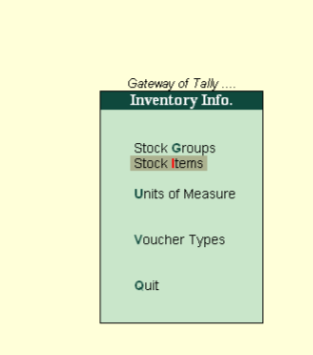 Gateway of Tally ....
Inventory Info.
Stock Groups
Stock Items
Units of Measure
Voucher Types
Quit